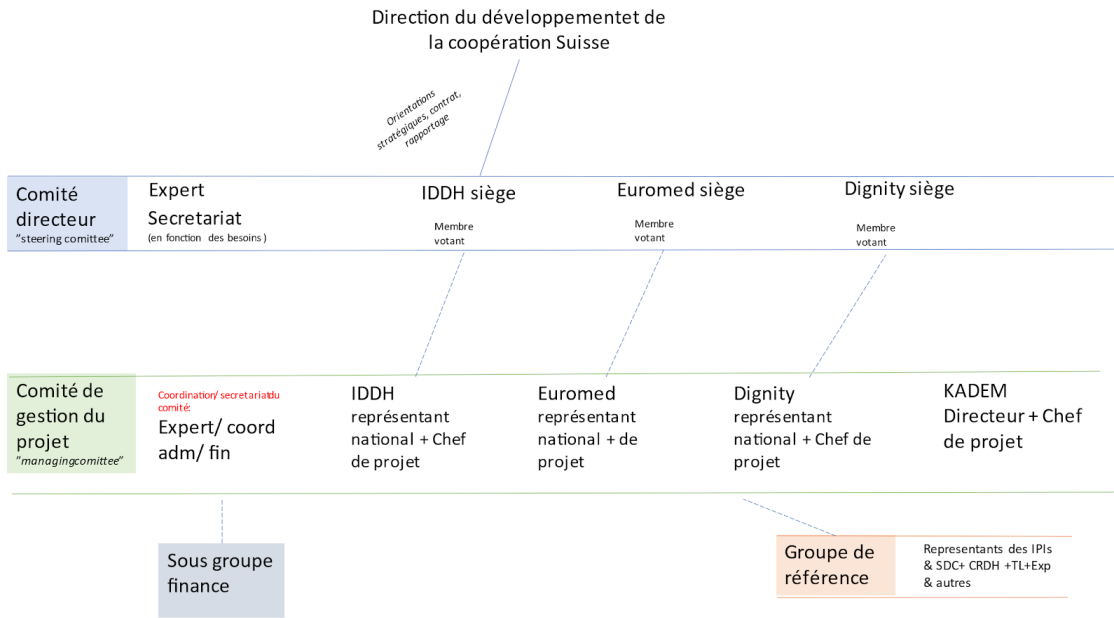 Direction du développementet de
la coopération Suisse
Orientations
stratégiques, contrat,
rapportage
Comité
directeur
"steering comittee"
Expert
Secretariat
(en fonction des besoins)
IDDH siège
Membre
votant
Euromed siège
Membre
votant
Dignity siège
Membre
votant
Comité de
gestion du
projet
"managingcomittee"
Coordination/ secretariatdu
comité:
Expert/ coord
adm/ fin
IDDH
représentant
national + Chef
de projet
Euromed
représentant
national + de
projet
Dignity
représentant
national + Chef de
projet
KADEM
Directeur + Chef
de projet
Sous groupe
finance
Groupe de
référence
Representants des IPIs
& SDC+ CRDH +TL+Exp
& autres